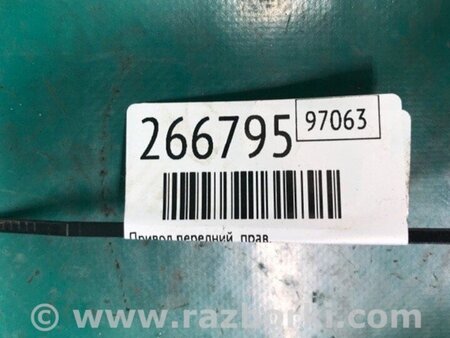 266795
97063
Привод передний, прав.
© www.razborki.com